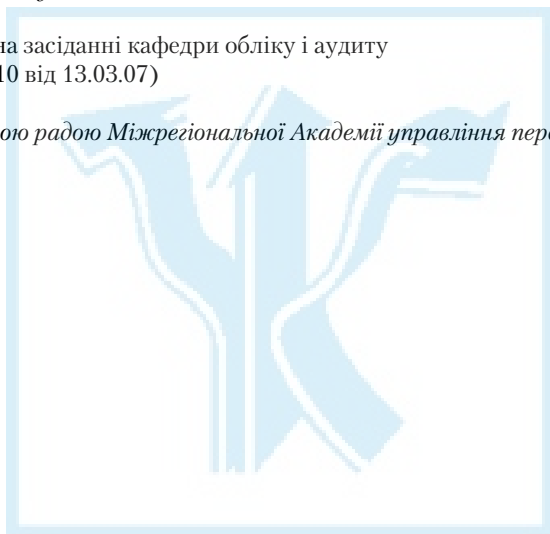 на засіданні кафедри обліку і аудиту
10 від 13.03.07)
ою радою Міжрегіональної Академії управління пер